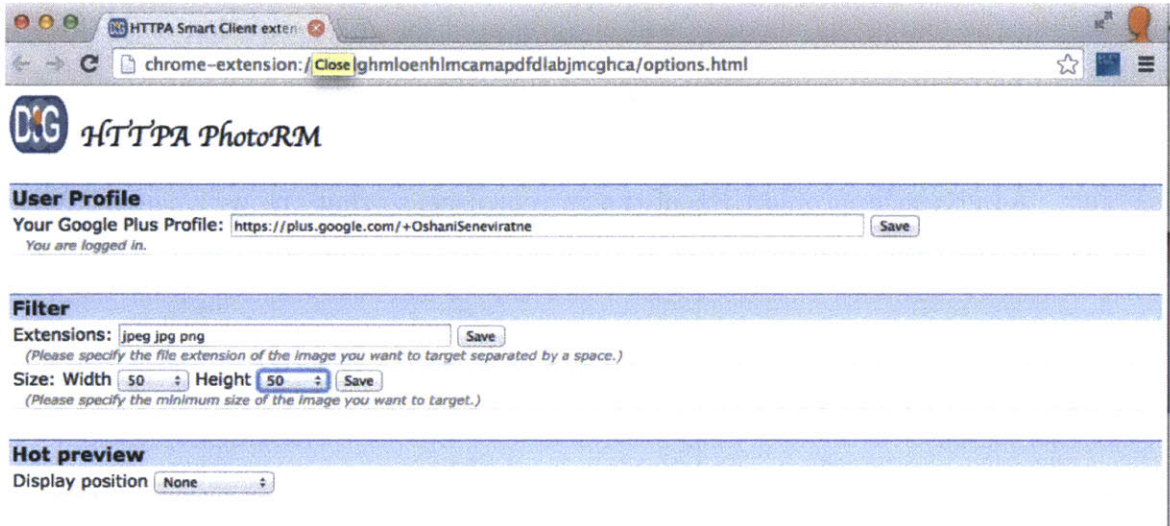 HTTPA Smart Client exten
chrome-extension:/ Close ghmloenhlmcamapdfdlabjmcghca/options.html
DIG HTTPA PhotoRM
User Profile
Your Google Plus Profile: https://plus.google.com/+OshaniSeneviratne Save
You are logged in.
Filter
Extensions: jpeg jpg png Save
(Please specify the file extension of the image you want to target separated by a space.)
Size: Width 50 Height 50 Save
(Please specify the minimum size of the image you want to target.)
Hot preview
Display position None